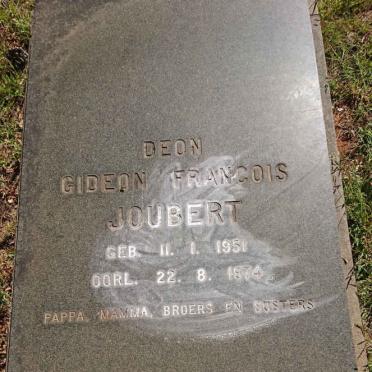 DEON
GIDEON FRANCOIS
JOUBERT
GEB. 11. 1. 1951
OORL. 22. 8. 1974
PAPPA, MAMMA, BROERS EN SUSTERS